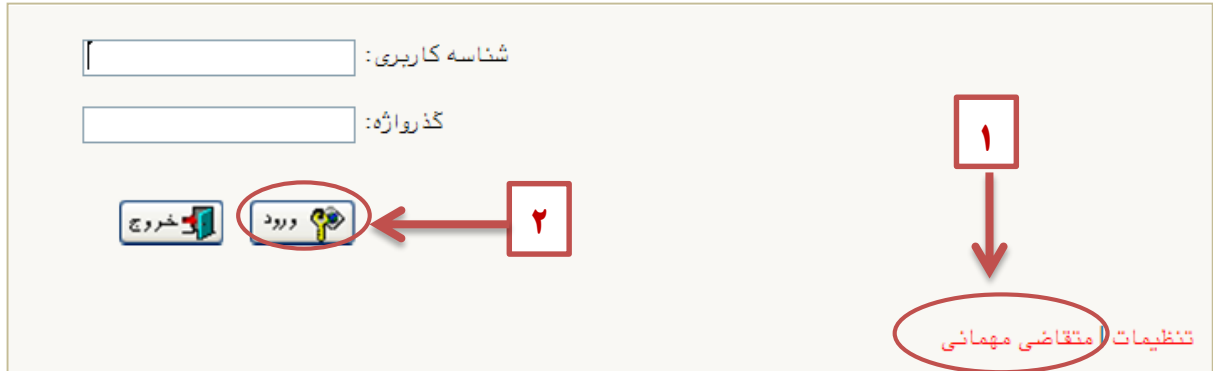 شناسه کاربری:
گذرواژه:
۱
ورود خروج
۲
تنظیمات | متقاضی مهمانی